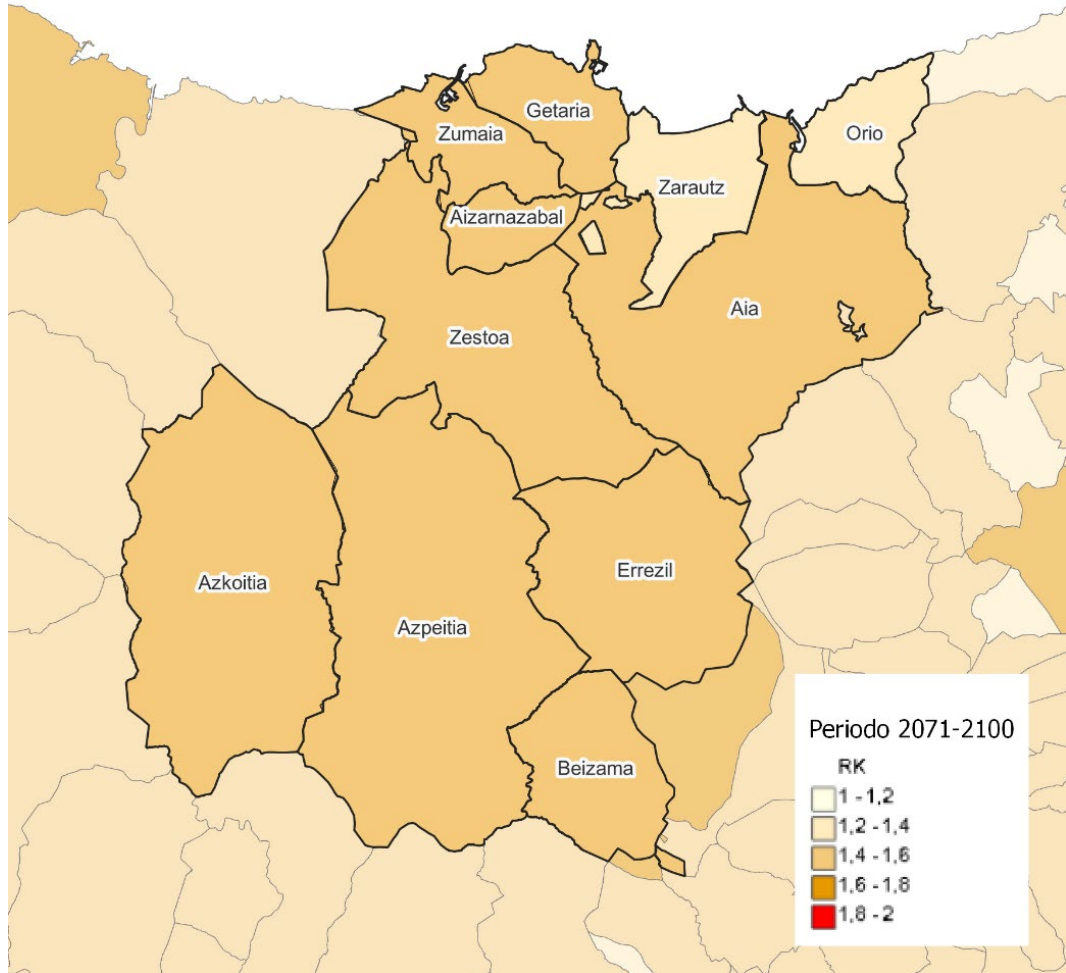 Getaria
Zumaia
Orio
Zarautz
Aizarnazabal
Aia
Zestoa
Errezil
Azkoitia
Azpeitia
Beizama
Periodo 2071-2100
RK
1 - 1,2
1,2 - 1,4
1,4 - 1,6
1,6 - 1,8
1,8 - 2